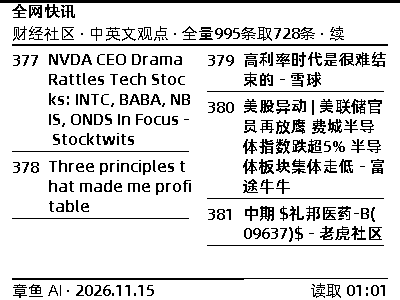 全网快讯
财经社区 · 中英文观点 · 全量995条取728条 · 续
377 NVDA CEO Drama
Rattles Tech Stoc
ks: INTC, BABA, NB
IS, ONDS In Focus -
Stocktwits
378 Three principles t
hat made me profi
table
379 高利率时代是很难结
束的 - 雪球
380 美股异动 | 美联储官
员再放鹰 费城半导
体指数跌超5% 半导
体板块集体走低 - 富
途牛牛
381 中期 $礼邦医药-B(
09637)$ - 老虎社区
章鱼 AI · 2026.11.15
读取 01:01